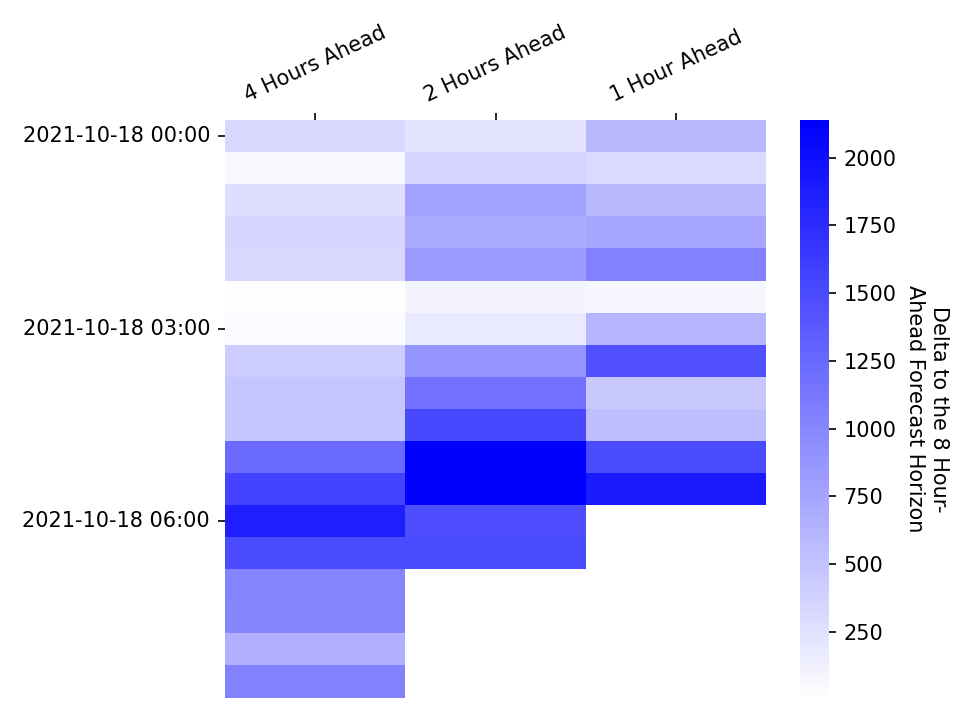 4 Hours Ahead
2 Hours Ahead
1 Hour Ahead
2021-10-18 00:00
2021-10-18 03:00
2021-10-18 06:00
2000
1750
1500
1250
1000
750
500
250
Delta to the 8 Hour-
Ahead Forecast Horizon